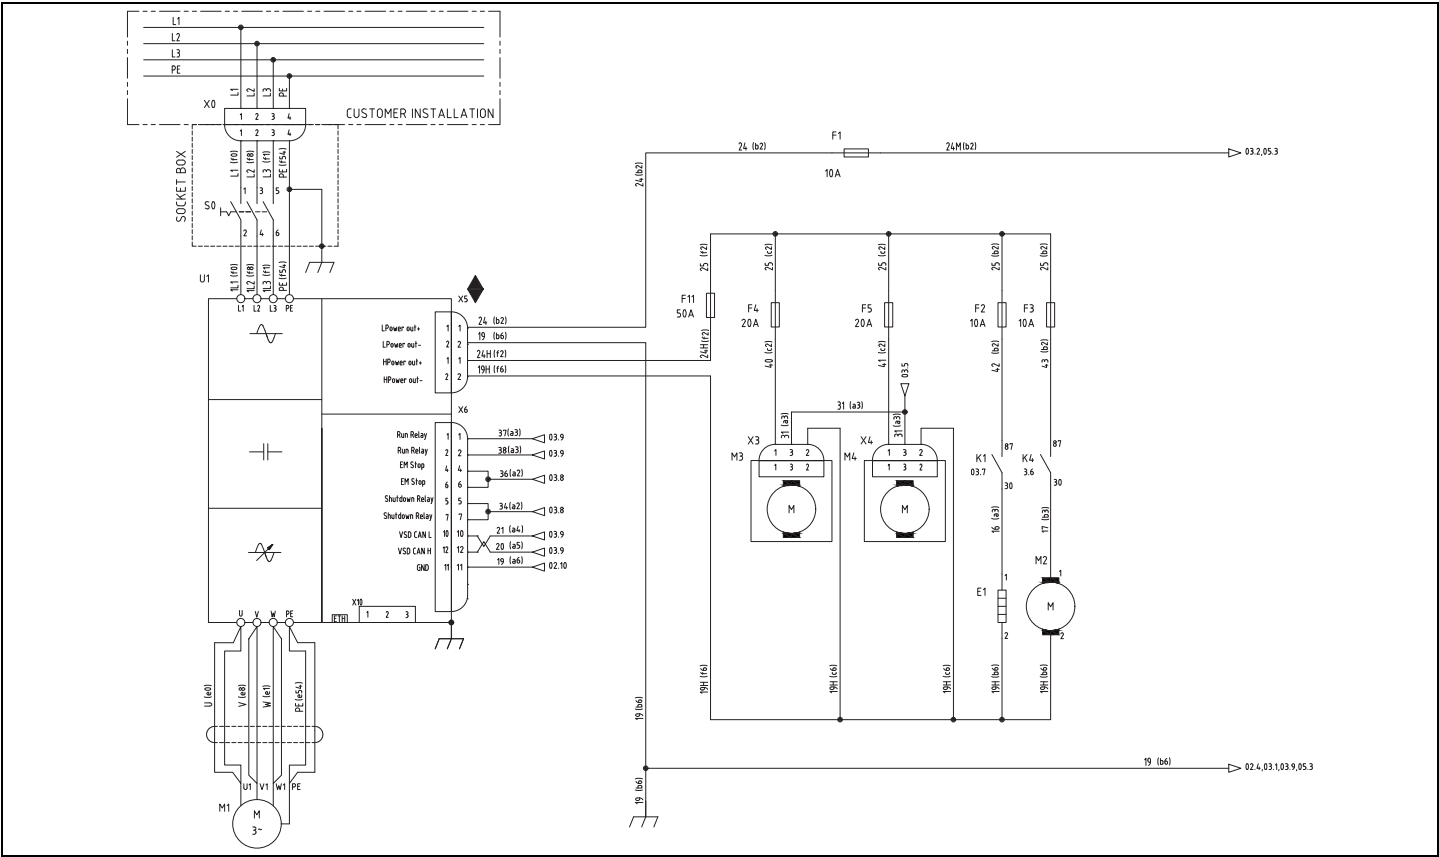 L1
L2
L3
PE
L1
L2
L3
PE
X0
1 2 3 4
CUSTOMER INSTALLATION
1 2 3 4
SOCKET BOX
L1 (f0)
L2 (f8)
L3 (f1)
PE(f54)
1 3 5
S0
2 4 6
1L1 (f0)
1L2 (f8)
1L3 (f1)
PE(f54)
U1
L1 L2 L3 PE
X5
LPower out+ 1 1 24 (b2)
LPower out- 2 2 19 (b6)
HPower out+ 1 1 24H(f2)
HPower out- 2 2 19H (f6)
X6
Run Relay 1 1 37(a3) 03.9
Run Relay 2 2 38(a3) 03.9
EM Stop 4 4
36(a2) 03.8
EM Stop 6 6
Shutdown Relay 5 5
34(a2) 03.8
Shutdown Relay 7 7
VSD CAN L 10 10 21 (a4) 03.9
VSD CAN H 12 12 20 (a5) 03.9
GND 11 11 19 (a6) 02.10
X10
ETH
1 2 3
U V W PE
U (e0)
V (e8)
W (e1)
PE(e54)
U1 V1 W1 PE
M1
M
3~
24(b2)
24 (b2)
F1
10A
24M(b2)
03.2,05.3
25 (f2)
25 (c2)
25 (c2)
25 (b2)
25 (b2)
F11
50A
F4
20A
F5
20A
F2
10A
F3
10A
24H(f2)
40 (c2)
41 (c2)
42 (b2)
43 (b2)
03.5
31 (a3)
31 (a3)
31 (a3)
X3
1 3 2
M3
1 3 2
M
X4
1 3 2
M4
1 3 2
M
87
K1
03.7
30
87
K4
3.6
30
16 (a3)
17 (b3)
1
E1
2
M2
1
M
2
19H (f6)
19H (c6)
19H (c6)
19H (b6)
19H (b6)
19 (b6)
19 (b6)
02.4,03.1,03.9,05.3
19 (b6)